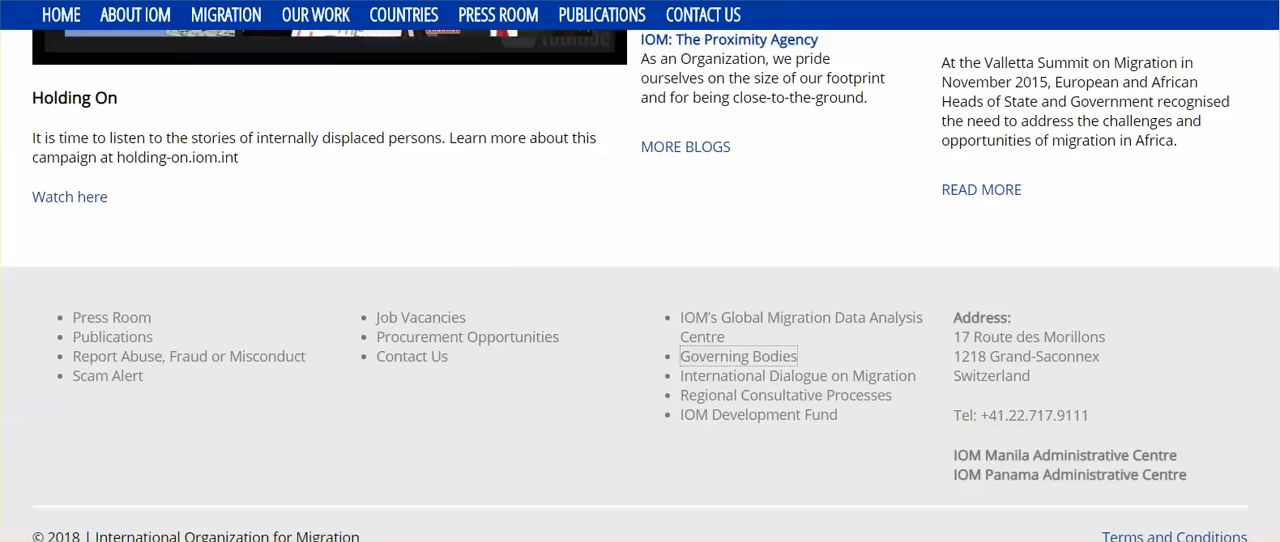 HOME ABOUT IOM MIGRATION OUR WORK COUNTRIES PRESS ROOM PUBLICATIONS CONTACT US
Holding On
It is time to listen to the stories of internally displaced persons. Learn more about this
campaign at holding-on.iom.int
Watch here
IOM: The Proximity Agency
As an Organization, we pride
ourselves on the size of our footprint
and for being close-to-the-ground.
MORE BLOGS
At the Valletta Summit on Migration in
November 2015, European and African
Heads of State and Government recognised
the need to address the challenges and
opportunities of migration in Africa.
READ MORE
Press Room
Publications
Report Abuse, Fraud or Misconduct
Scam Alert
Job Vacancies
Procurement Opportunities
Contact Us
IOM's Global Migration Data Analysis
Centre
Governing Bodies
International Dialogue on Migration
Regional Consultative Processes
IOM Development Fund
Address:
17 Route des Morillons
1218 Grand-Saconnex
Switzerland
Tel: +41.22.717.9111
IOM Manila Administrative Centre
IOM Panama Administrative Centre
© 2018 | International Organization for Migration
Terms and Conditions